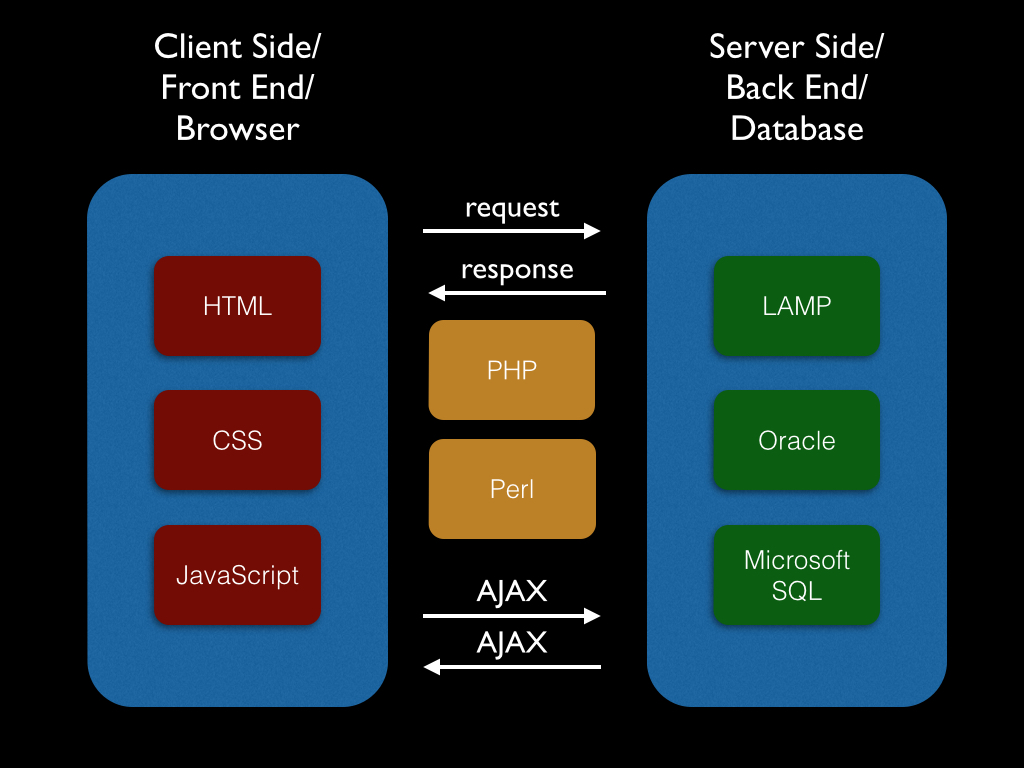 Client Side/
Front End/
Browser
Server Side/
Back End/
Database
request
response
HTML
CSS
JavaScript
PHP
Perl
AJAX
AJAX
LAMP
Oracle
Microsoft
SQL